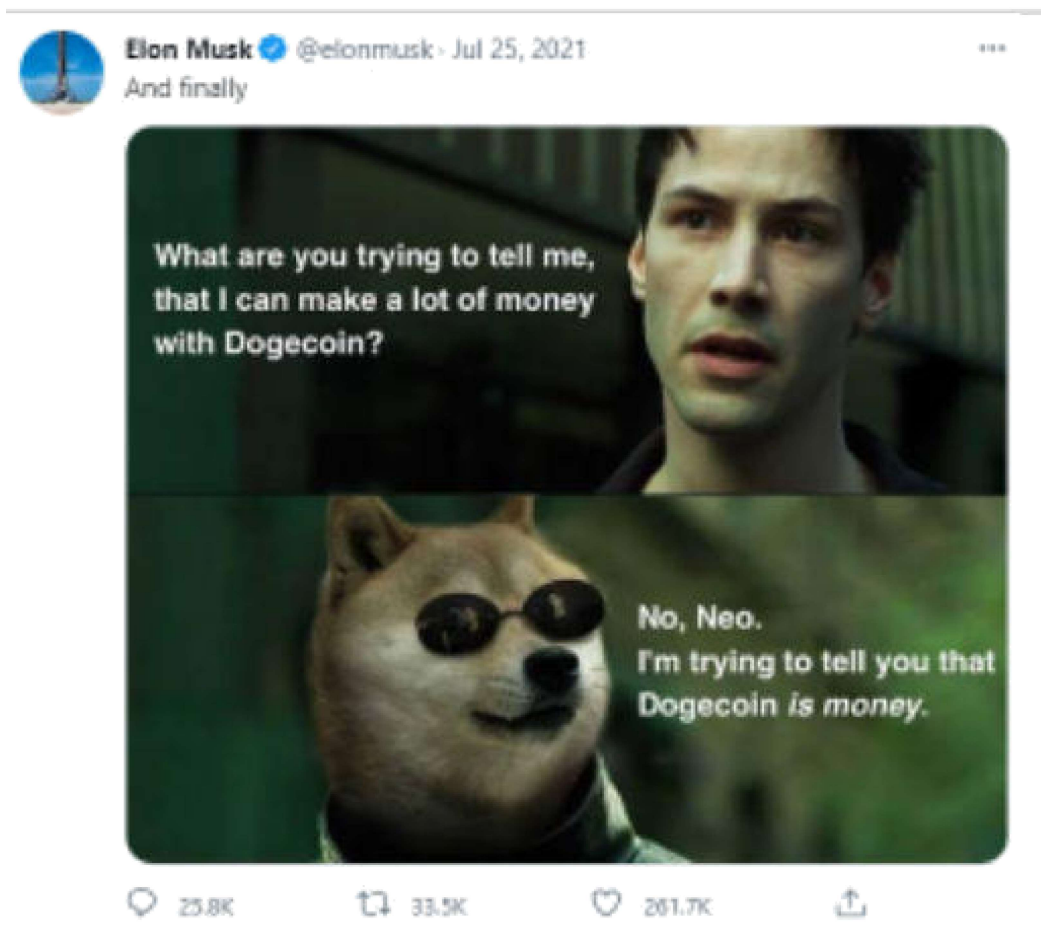 Elon Musk @elonmusk · Jul 25, 2021
And finally
What are you trying to tell me,
that I can make a lot of money
with Dogecoin?
No, Neo.
I'm trying to tell you that
Dogecoin is money.
25.8K 33.5K 261.7K